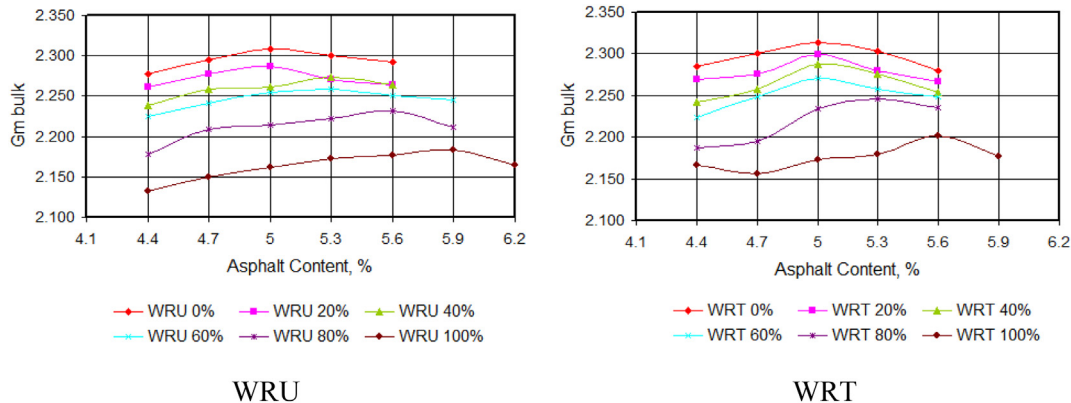 2.350
2.300
2.250
2.200
2.150
2.100
Gm bulk
4.1 4.4 4.7 5 5.3 5.6 5.9 6.2
Asphalt Content, %
WRU 0% WRU 20% WRU 40%
WRU 60% WRU 80% WRU 100%
WRU
2.350
2.300
2.250
2.200
2.150
2.100
Gm bulk
4.1 4.4 4.7 5 5.3 5.6 5.9 6.2
Asphalt Content, %
WRT 0% WRT 20% WRT 40%
WRT 60% WRT 80% WRT 100%
WRT